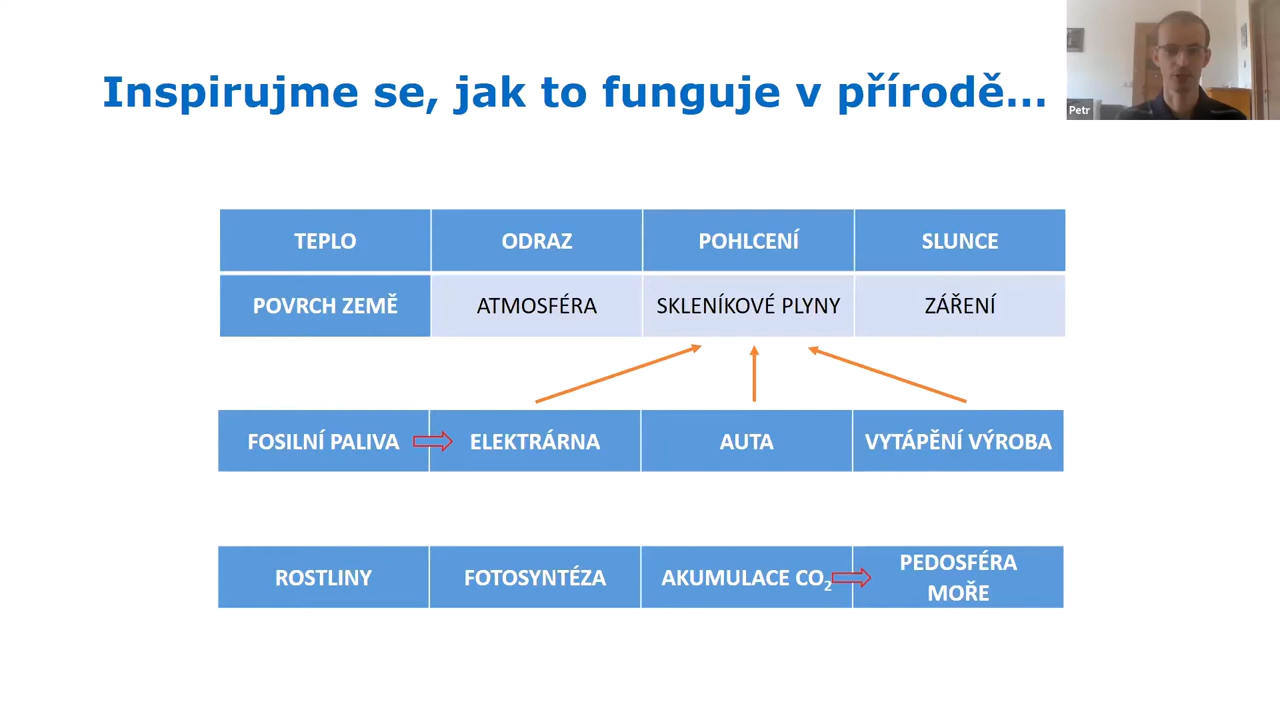 Inspirujme se, jak to funguje v přírodě...
Petr
TEPLO ODRAZ POHLCENÍ SLUNCE
POVRCH ZEMĚ ATMOSFÉRA SKLENÍKOVÉ PLYNY ZÁŘENÍ
FOSILNÍ PALIVA ELEKTRÁRNA AUTA VYTÁPĚNÍ VÝROBA
ROSTLINY FOTOSYNTÉZA AKUMULACE CO₂ PEDOSFÉRA
MOŘE